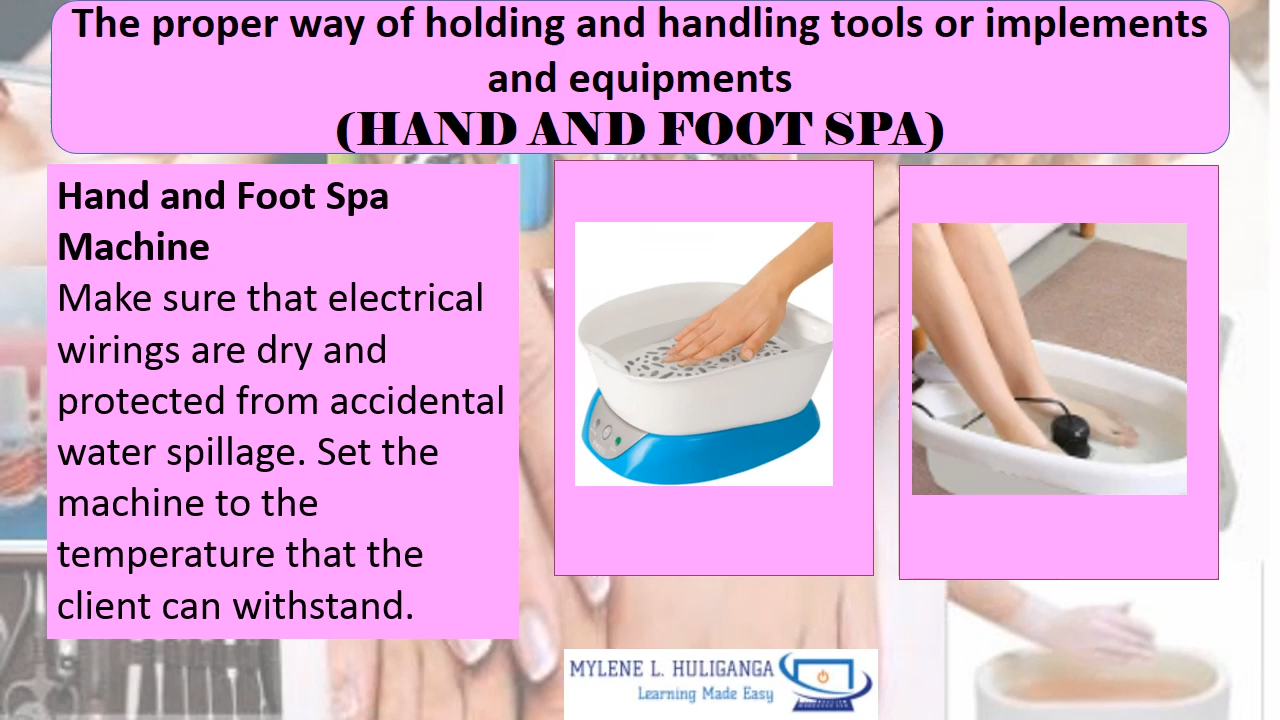 The proper way of holding and handling tools or implements
and equipments
(HAND AND FOOT SPA)
Hand and Foot Spa
Machine
Make sure that electrical
wirings are dry and
protected from accidental
water spillage. Set the
machine to the
temperature that the
client can withstand.
MYLENE L. HULIGANGA
Learning Made Easy